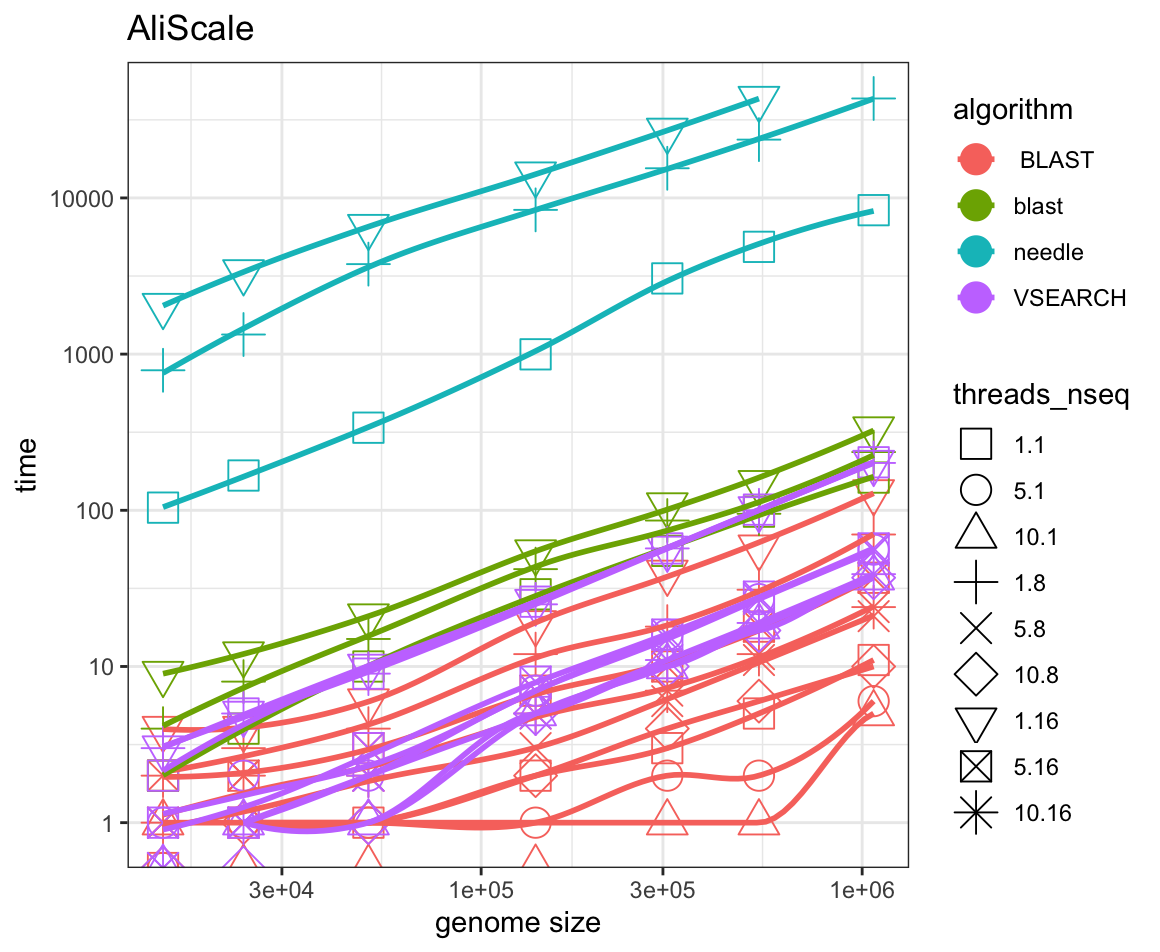 AliScale
time
10000
1000
100
10
1
3e+04
1e+05
3e+05
1e+06
genome size
algorithm
BLAST
blast
needle
VSEARCH
threads_nseq
1.1
5.1
10.1
1.8
5.8
10.8
1.16
5.16
10.16